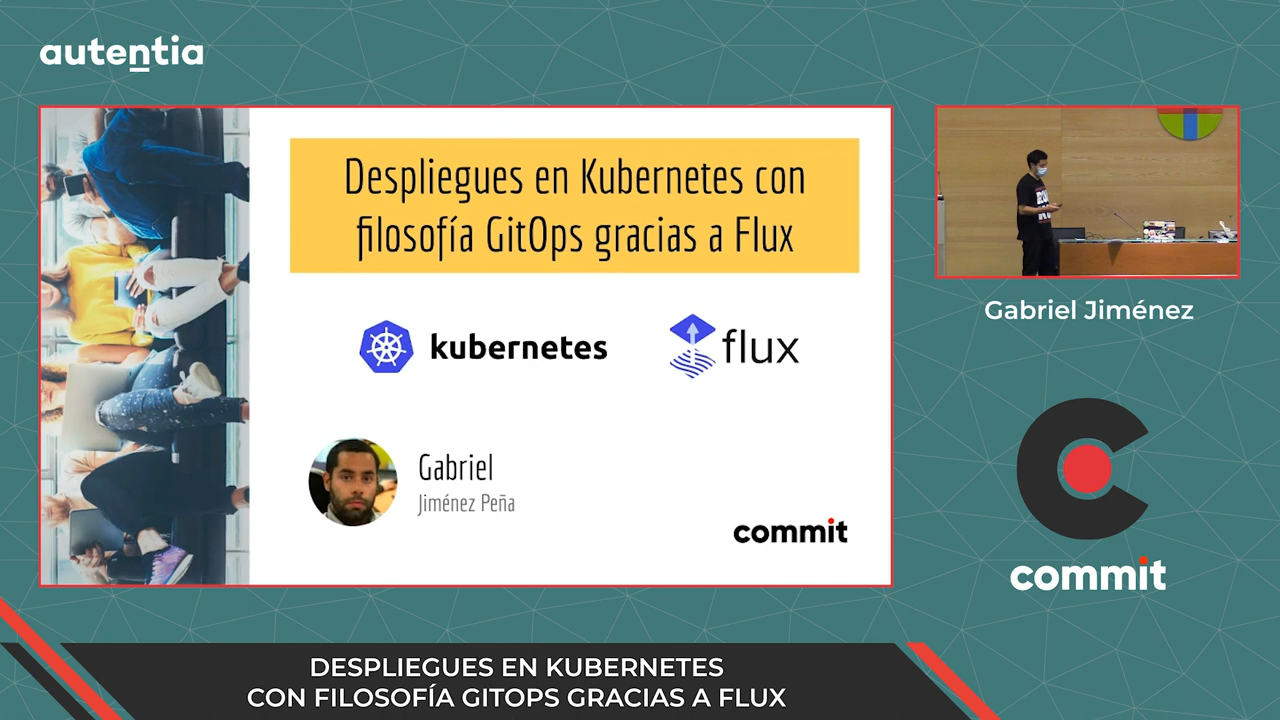 autentia
Despliegues en Kubernetes con
filosofía GitOps gracias a Flux
kubernetes
flux
Gabriel
Jiménez Peña
commit
Gabriel Jiménez
commit
DESPLIEGUES EN KUBERNETES
CON FILOSOFÍA GITOPS GRACIAS A FLUX